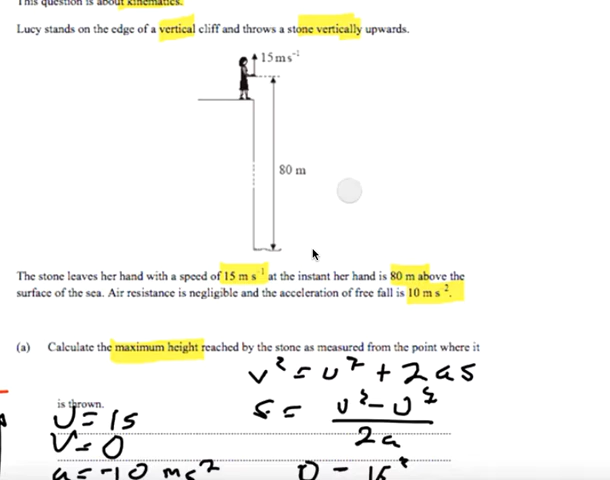 This question is about kinematics.
Lucy stands on the edge of a vertical cliff and throws a stone vertically upwards.
15 m s⁻¹
80 m
The stone leaves her hand with a speed of 15 m s⁻¹ at the instant her hand is 80 m above the
surface of the sea. Air resistance is negligible and the acceleration of free fall is 10 m s⁻².
(a) Calculate the maximum height reached by the stone as measured from the point where it
v² = u² + 2as
is thrown.
s = v² - u² / 2a
U = 15
V = 0
a = -10 ms²
0 - 15²